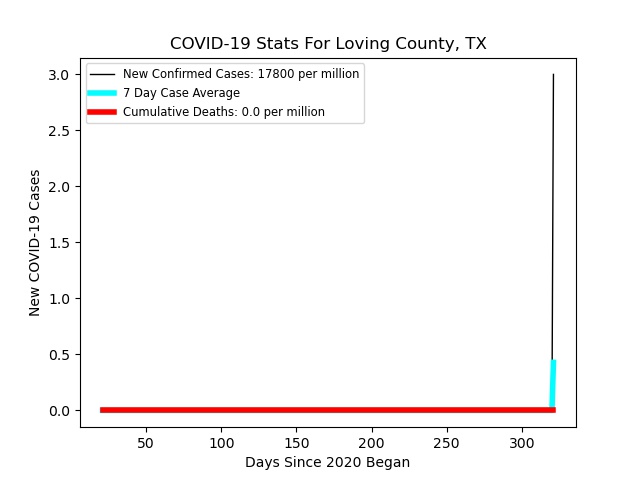 COVID-19 Stats For Loving County, TX
New Confirmed Cases: 17800 per million
7 Day Case Average
Cumulative Deaths: 0.0 per million
3.0
2.5
2.0
1.5
1.0
0.5
0.0
New COVID-19 Cases
50 100 150 200 250 300
Days Since 2020 Began